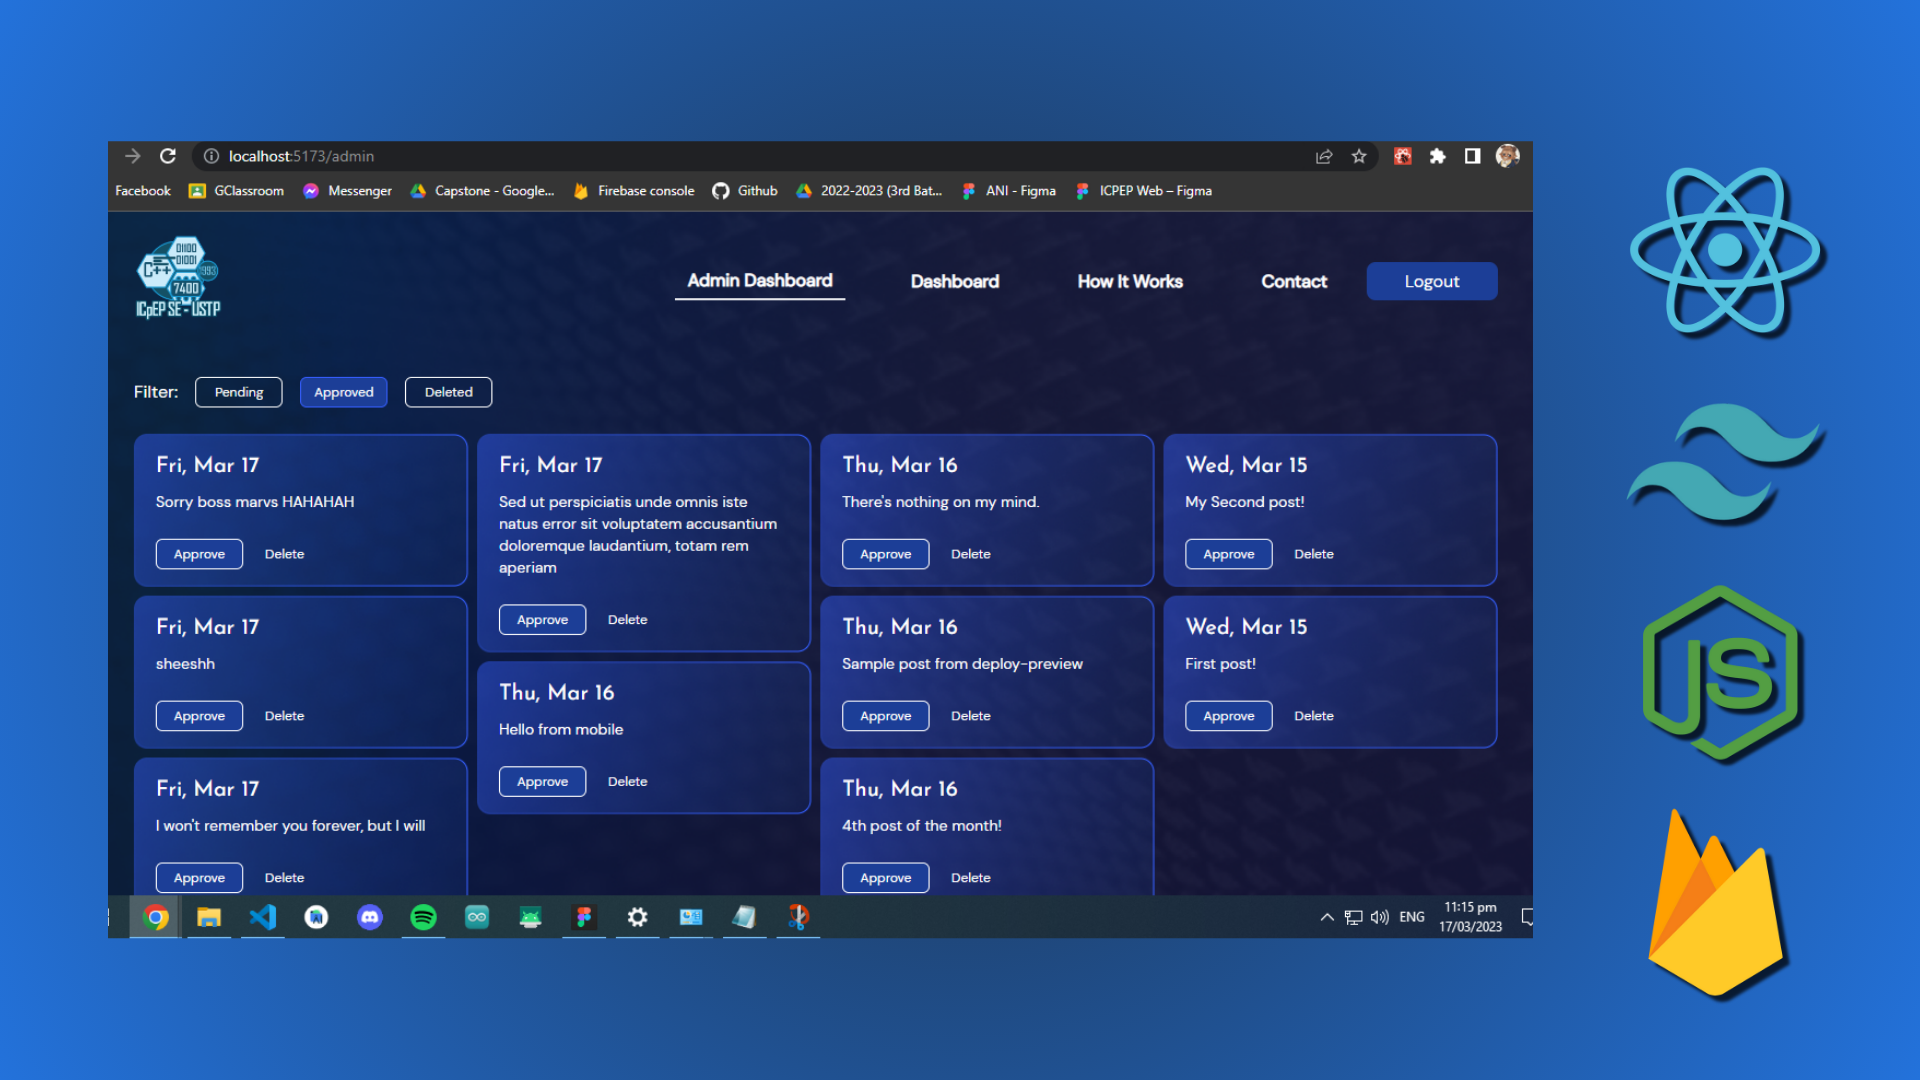 localhost:5173/admin
Facebook GClassroom Messenger Capstone - Google... Firebase console Github 2022-2023 (3rd Bat... ANI - Figma ICPEP Web – Figma
01100
01001
C++
1993
7400
ICpEP SE - USTP
Admin Dashboard Dashboard How It Works Contact Logout
Filter: Pending Approved Deleted
Fri, Mar 17
Sorry boss marvs HAHAHAH
Approve Delete
Fri, Mar 17
sheeshh
Approve Delete
Fri, Mar 17
I won't remember you forever, but I will
Approve Delete
Fri, Mar 17
Sed ut perspiciatis unde omnis iste
natus error sit voluptatem accusantium
doloremque laudantium, totam rem
aperiam
Approve Delete
Thu, Mar 16
Hello from mobile
Approve Delete
Thu, Mar 16
There's nothing on my mind.
Approve Delete
Thu, Mar 16
Sample post from deploy-preview
Approve Delete
Thu, Mar 16
4th post of the month!
Approve Delete
Wed, Mar 15
My Second post!
Approve Delete
Wed, Mar 15
First post!
Approve Delete
ENG
11:15 pm
17/03/2023
JS